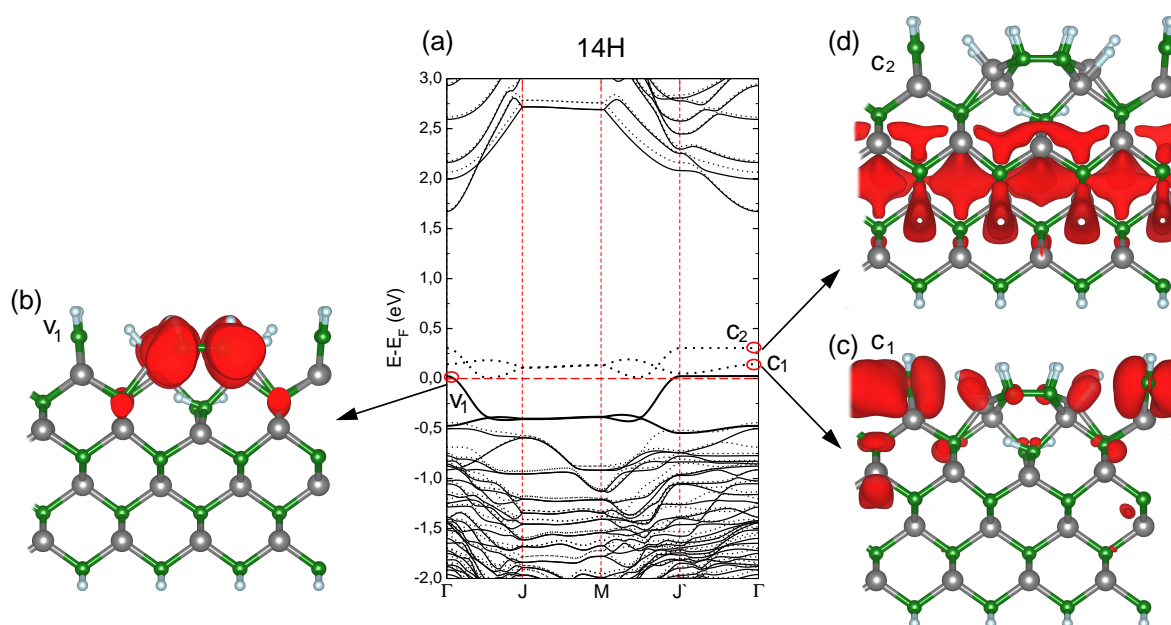 (a)
14H
E-E_F (eV)
3,0
2,5
2,0
1,5
1,0
0,5
0,0
-0,5
-1,0
-1,5
-2,0
Γ
J
M
J`
Γ
v₁
c₂
c₁
(b)
v₁
(d)
c₂
(c)
c₁